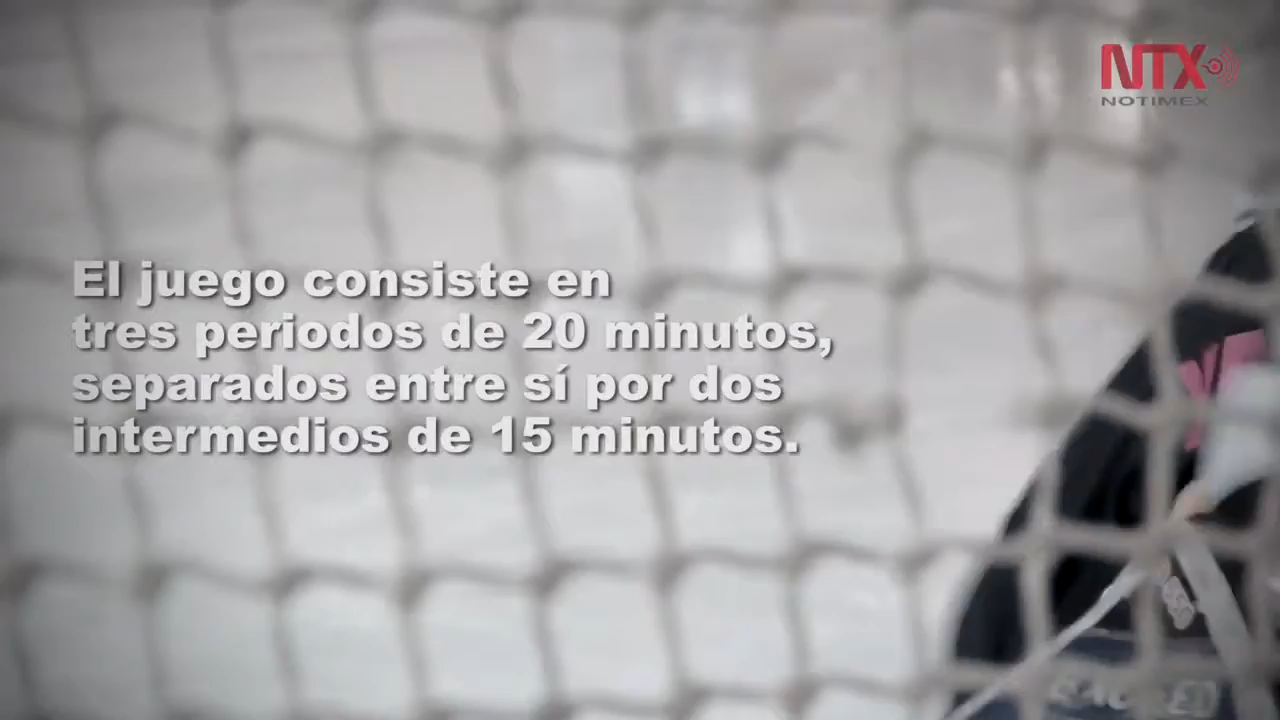 NTX
NOTIMEX
El juego consiste en
tres periodos de 20 minutos,
separados entre sí por dos
intermedios de 15 minutos.